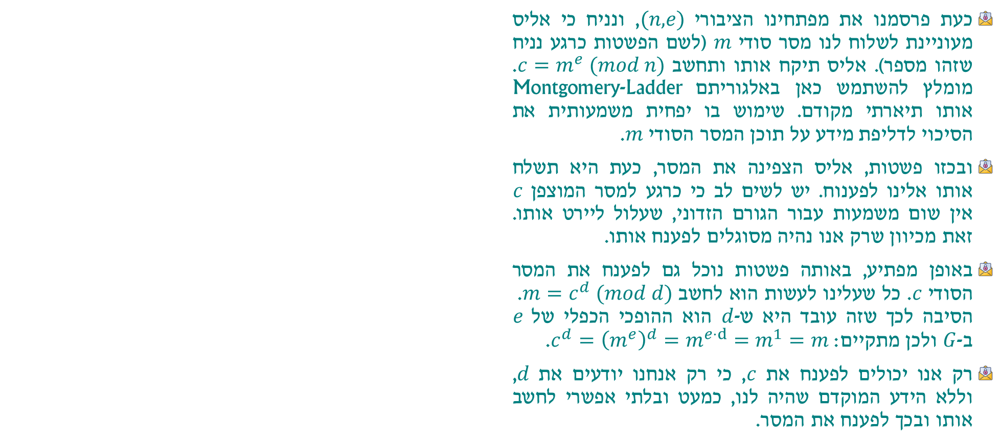 כעת פרסמנו את מפתחינו הציבורי (n,e), ונניח כי אליס
מעוניינת לשלוח לנו מסר סודי m (לשם הפשטות כרגע נניח
שזהו מספר). אליס תיקח אותו ותחשב c = m^e (mod n).
מומלץ להשתמש כאן באלגוריתם Montgomery-Ladder
אותו תיארתי מקודם. שימוש בו יפחית משמעותית את
הסיכוי לדליפת מידע על תוכן המסר הסודי m.
ובכזו פשטות, אליס הצפינה את המסר, כעת היא תשלח
אותו אלינו לפענוח. יש לשים לב כי כרגע למסר המוצפן c
אין שום משמעות עבור הגורם הזדוני, שעלול ליירט אותו.
זאת מכיוון שרק אנו נהיה מסוגלים לפענח אותו.
באופן מפתיע, באותה פשטות נוכל גם לפענח את המסר
הסודי c. כל שעלינו לעשות הוא לחשב m = c^d (mod d).
הסיבה לכך שזה עובד היא ש-d הוא ההופכי הכפלי של e
ב-G ולכן מתקיים: c^d = (m^e)^d = m^{e·d} = m^1 = m.
רק אנו יכולים לפענח את c, כי רק אנחנו יודעים את d,
וללא הידע המוקדם שהיה לנו, כמעט ובלתי אפשרי לחשב
אותו ובכך לפענח את המסר.